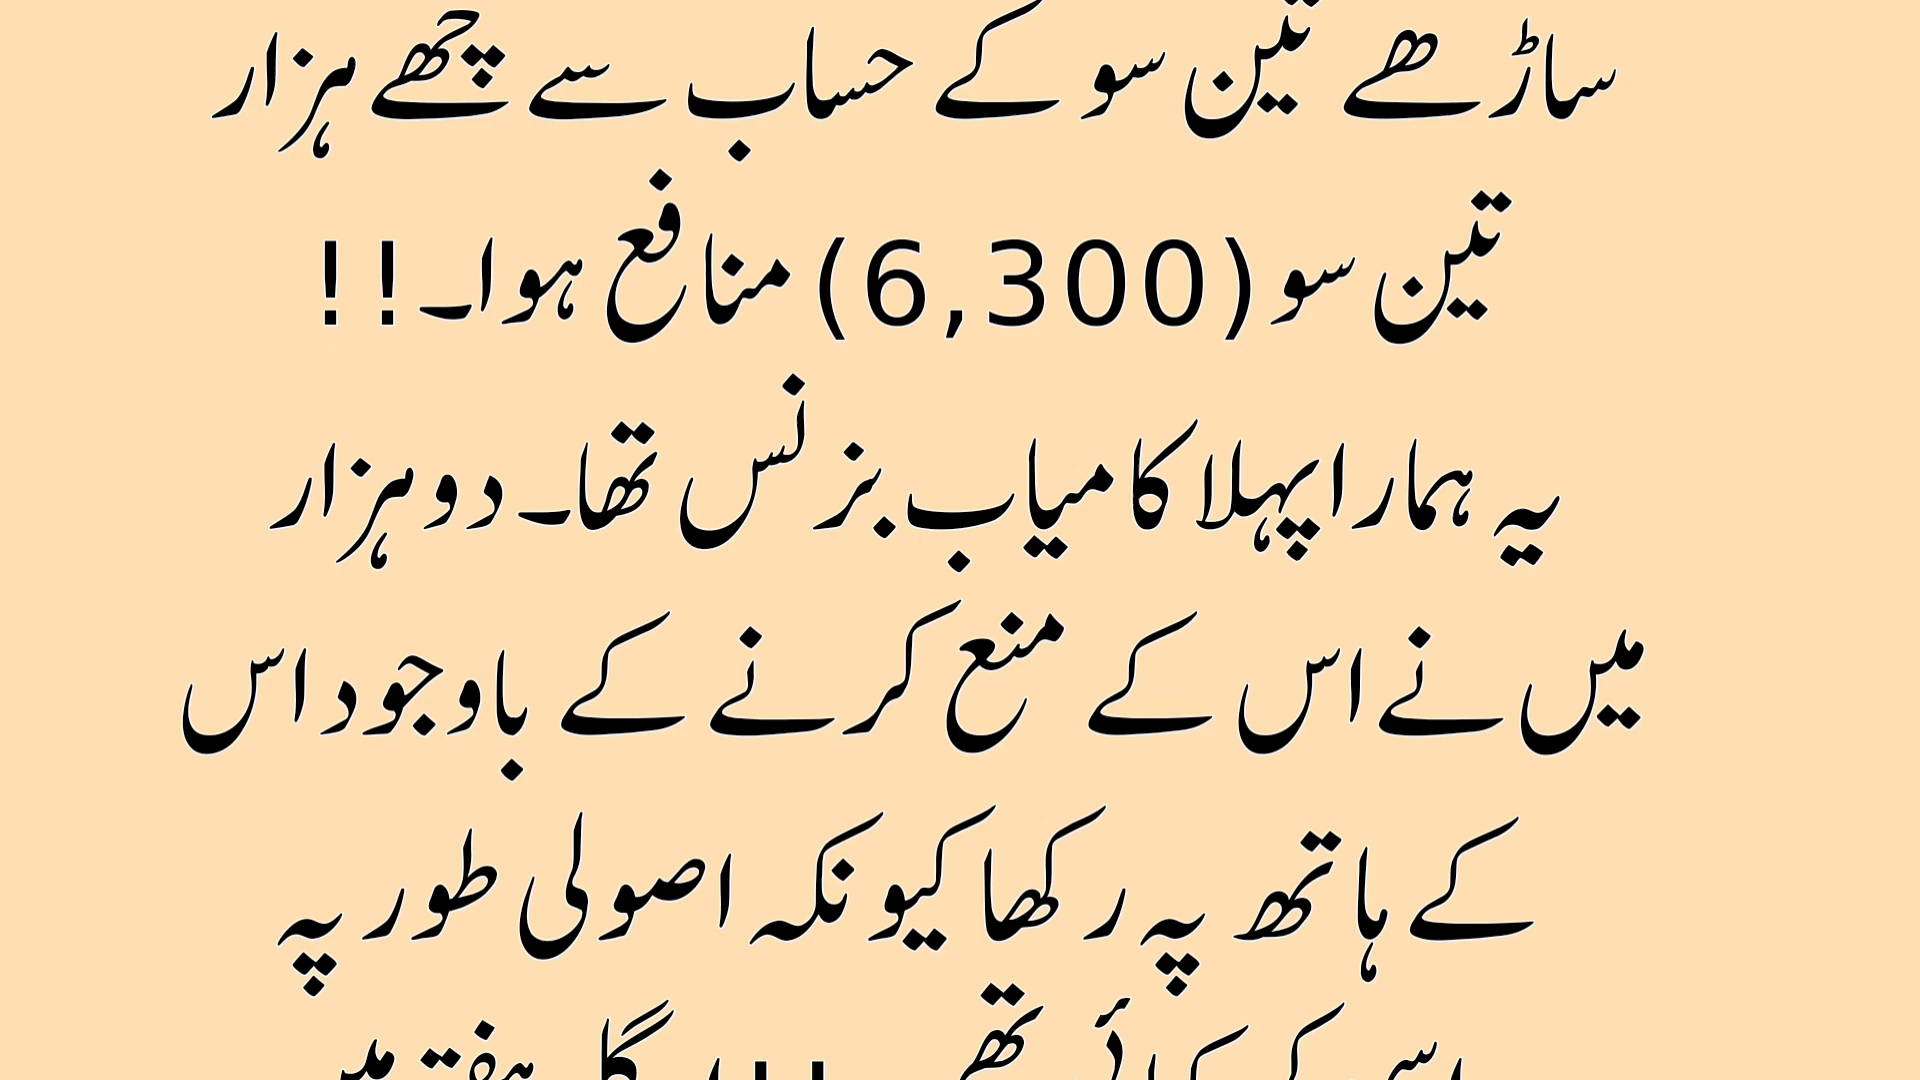 ساڑھے تین سو کے حساب سے چھے ہزار
تین سو (6,300) منافع ہوا۔!!
یہ ہمارا پہلا کامیاب بزنس تھا۔ دو ہزار
میں نے اس کے منع کرنے کے باوجود اس
کے ہاتھ پہ رکھا کیونکہ اصولی طور پہ